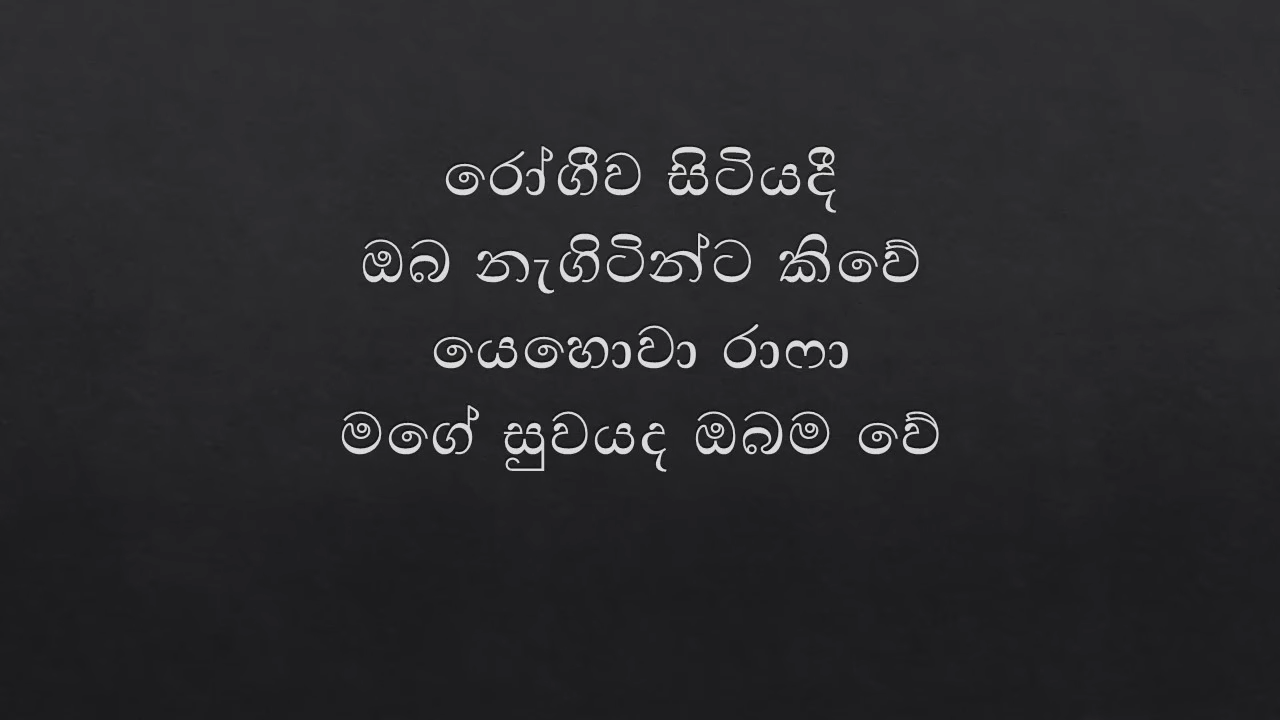 රෝගීව සිටියදී
ඔබ නැගිටින්ට කිවේ
යෙහොවා රාෆා
මගේ සුවයද ඔබම වේ